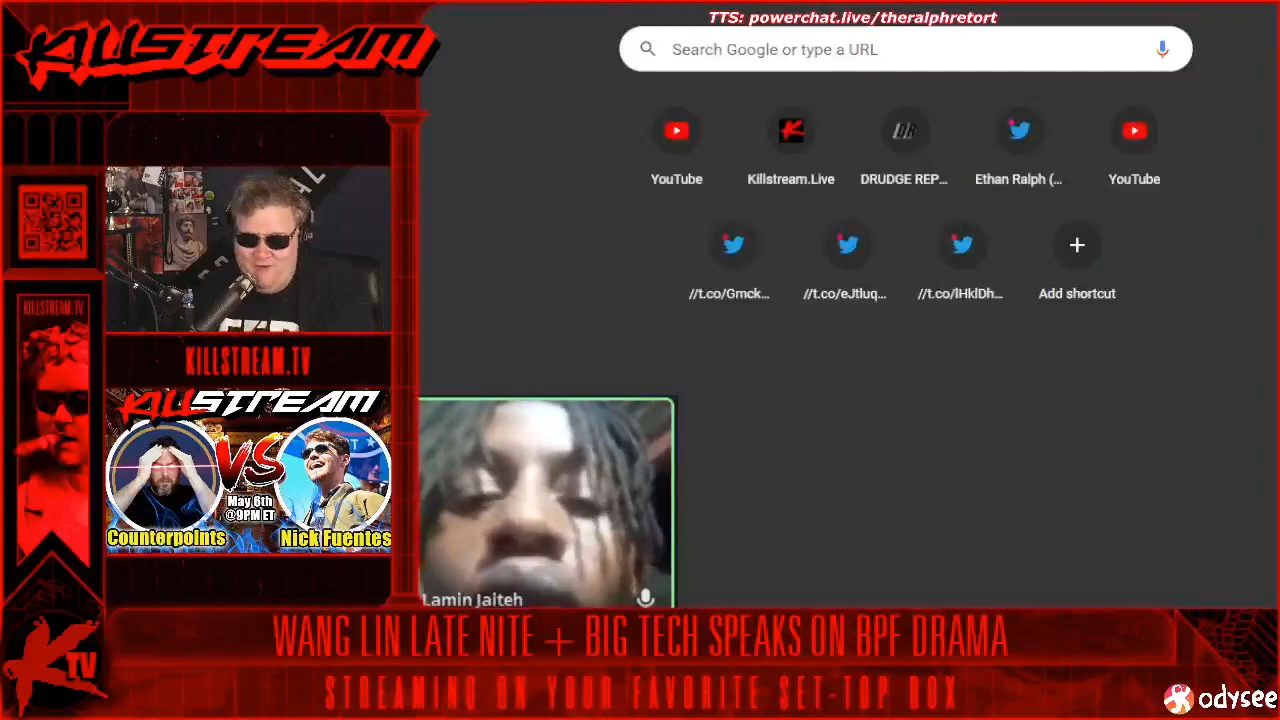 TTS: powerchat.live/theralphretort
KILLSTREAM
Search Google or type a URL
YouTube
Killstream.Live
DRUDGE REP...
Ethan Ralph (...
YouTube
//t.co/Gmck...
//t.co/eJtluq...
//t.co/lHklDh...
Add shortcut
KILLSTREAM.TV
KILLSTREAM.TV
KILLSTREAM
VS
May 6th
@9PM ET
Counterpoints
Nick Fuentes
Lamin Jaiteh
WANG LIN LATE NITE + BIG TECH SPEAKS ON BPF DRAMA
STREAMING ON YOUR FAVORITE SET-TOP BOX
K TV
odysee